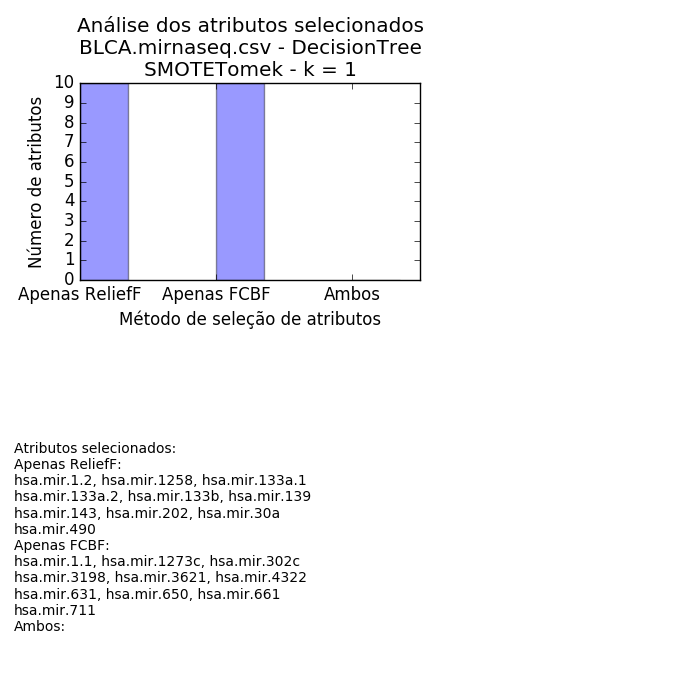 Análise dos atributos selecionados
BLCA.mirnaseq.csv - DecisionTree
SMOTETomek - k = 1
10
9
8
7
6
5
4
3
2
1
0
Número de atributos
Apenas ReliefF Apenas FCBF Ambos
Método de seleção de atributos
Atributos selecionados:
Apenas ReliefF:
hsa.mir.1.2, hsa.mir.1258, hsa.mir.133a.1
hsa.mir.133a.2, hsa.mir.133b, hsa.mir.139
hsa.mir.143, hsa.mir.202, hsa.mir.30a
hsa.mir.490
Apenas FCBF:
hsa.mir.1.1, hsa.mir.1273c, hsa.mir.302c
hsa.mir.3198, hsa.mir.3621, hsa.mir.4322
hsa.mir.631, hsa.mir.650, hsa.mir.661
hsa.mir.711
Ambos: